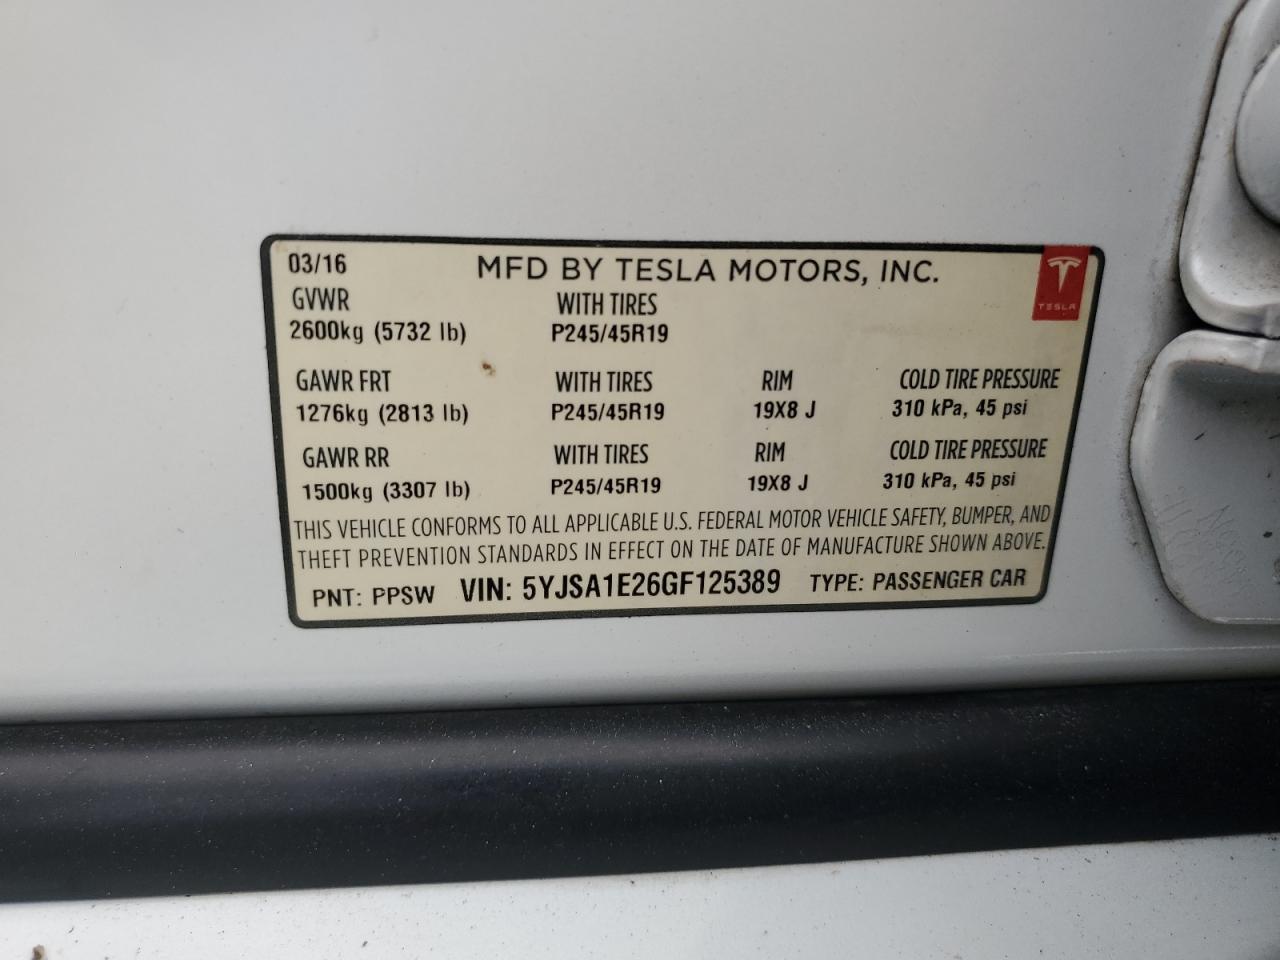 03/16 MFD BY TESLA MOTORS, INC.
TESLA
GVWR WITH TIRES
2600kg (5732 lb) P245/45R19
GAWR FRT WITH TIRES RIM COLD TIRE PRESSURE
1276kg (2813 lb) P245/45R19 19X8 J 310 kPa, 45 psi
GAWR RR WITH TIRES RIM COLD TIRE PRESSURE
1500kg (3307 lb) P245/45R19 19X8 J 310 kPa, 45 psi
THIS VEHICLE CONFORMS TO ALL APPLICABLE U.S. FEDERAL MOTOR VEHICLE SAFETY, BUMPER, AND
THEFT PREVENTION STANDARDS IN EFFECT ON THE DATE OF MANUFACTURE SHOWN ABOVE.
PNT: PPSW VIN: 5YJSA1E26GF125389 TYPE: PASSENGER CAR